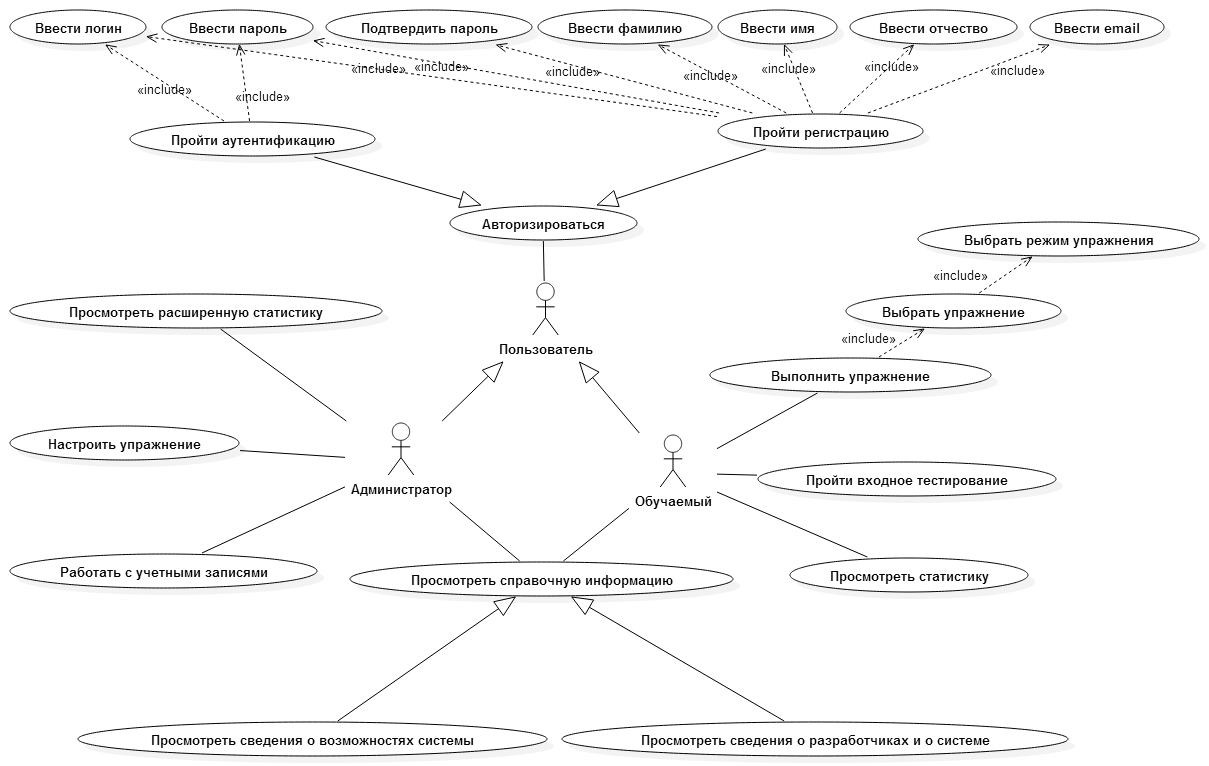 Ввести логин
Ввести пароль
Подтвердить пароль
Ввести фамилию
Ввести имя
Ввести отчество
Ввести email
«include»
«include»
«include»
«include»
«include»
«include»
«include»
«include»
«include»
Пройти аутентификацию
Пройти регистрацию
Авторизироваться
Выбрать режим упражнения
«include»
Просмотреть расширенную статистику
Выбрать упражнение
«include»
Пользователь
Выполнить упражнение
Настроить упражнение
Пройти входное тестирование
Администратор
Обучаемый
Работать с учетными записями
Просмотреть справочную информацию
Просмотреть статистику
Просмотреть сведения о возможностях системы
Просмотреть сведения о разработчиках и о системе